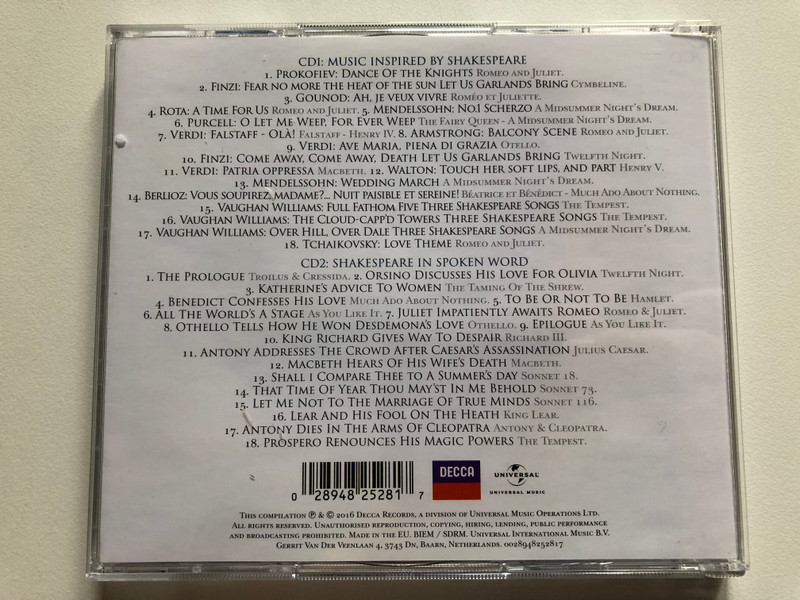 CD1: MUSIC INSPIRED BY SHAKESPEARE
1. PROKOFIEV: DANCE OF THE KNIGHTS ROMEO AND JULIET.
2. FINZI: FEAR NO MORE THE HEAT OF THE SUN LET US GARLANDS BRING CYMBELINE.
3. GOUNOD: AH, JE VEUX VIVRE ROMÉO ET JULIETTE.
4. ROTA: A TIME FOR US ROMEO AND JULIET. 5. MENDELSSOHN: NO.1 SCHERZO A MIDSUMMER NIGHT'S DREAM.
6. PURCELL: O LET ME WEEP, FOR EVER WEEP THE FAIRY QUEEN - A MIDSUMMER NIGHT'S DREAM.
7. VERDI: FALSTAFF - OLÀ! FALSTAFF - HENRY IV. 8. ARMSTRONG: BALCONY SCENE ROMEO AND JULIET.
9. VERDI: AVE MARIA, PIENA DI GRAZIA OTELLO.
10. FINZI: COME AWAY, COME AWAY, DEATH LET US GARLANDS BRING TWELFTH NIGHT.
11. VERDI: PATRIA OPPRESSA MACBETH. 12. WALTON: TOUCH HER SOFT LIPS, AND PART HENRY V.
13. MENDELSSOHN: WEDDING MARCH A MIDSUMMER NIGHT'S DREAM.
14. BERLIOZ: VOUS SOUPIREZ, MADAME?... NUIT PAISIBLE ET SEREINE! BÉATRICE ET BÉNÉDICT - MUCH ADO ABOUT NOTHING.
15. VAUGHAN WILLIAMS: FULL FATHOM FIVE THREE SHAKESPEARE SONGS THE TEMPEST.
16. VAUGHAN WILLIAMS: THE CLOUD-CAPP'D TOWERS THREE SHAKESPEARE SONGS THE TEMPEST.
17. VAUGHAN WILLIAMS: OVER HILL, OVER DALE THREE SHAKESPEARE SONGS A MIDSUMMER NIGHT'S DREAM.
18. TCHAIKOVSKY: LOVE THEME ROMEO AND JULIET.
CD2: SHAKESPEARE IN SPOKEN WORD
1. THE PROLOGUE TROILUS & CRESSIDA. 2. ORSINO DISCUSSES HIS LOVE FOR OLIVIA TWELFTH NIGHT.
3. KATHERINE'S ADVICE TO WOMEN THE TAMING OF THE SHREW.
4. BENEDICT CONFESSES HIS LOVE MUCH ADO ABOUT NOTHING. 5. TO BE OR NOT TO BE HAMLET.
6. ALL THE WORLD'S A STAGE AS YOU LIKE IT. 7. JULIET IMPATIENTLY AWAITS ROMEO ROMEO & JULIET.
8. OTHELLO TELLS HOW HE WON DESDEMONA'S LOVE OTHELLO. 9. EPILOGUE AS YOU LIKE IT.
10. KING RICHARD GIVES WAY TO DESPAIR RICHARD III.
11. ANTONY ADDRESSES THE CROWD AFTER CAESAR'S ASSASSINATION JULIUS CAESAR.
12. MACBETH HEARS OF HIS WIFE'S DEATH MACBETH.
13. SHALL I COMPARE THEE TO A SUMMER'S DAY SONNET 18.
14. THAT TIME OF YEAR THOU MAY'ST IN ME BEHOLD SONNET 73.
15. LET ME NOT TO THE MARRIAGE OF TRUE MINDS SONNET 116.
16. LEAR AND HIS FOOL ON THE HEATH KING LEAR.
17. ANTONY DIES IN THE ARMS OF CLEOPATRA ANTONY & CLEOPATRA.
18. PROSPERO RENOUNCES HIS MAGIC POWERS THE TEMPEST.
0 28948 25281 7
DECCA
UNIVERSAL
UNIVERSAL MUSIC
THIS COMPILATION ℗ & © 2016 DECCA RECORDS, A DIVISION OF UNIVERSAL MUSIC OPERATIONS LTD.
ALL RIGHTS RESERVED. UNAUTHORISED REPRODUCTION, COPYING, HIRING, LENDING, PUBLIC PERFORMANCE
AND BROADCASTING PROHIBITED. MADE IN THE EU. BIEM / SDRM. UNIVERSAL INTERNATIONAL MUSIC B.V.
GERRIT VAN DER VEENLAAN 4, 3743 DN, BAARN, NETHERLANDS. 00289482528​17